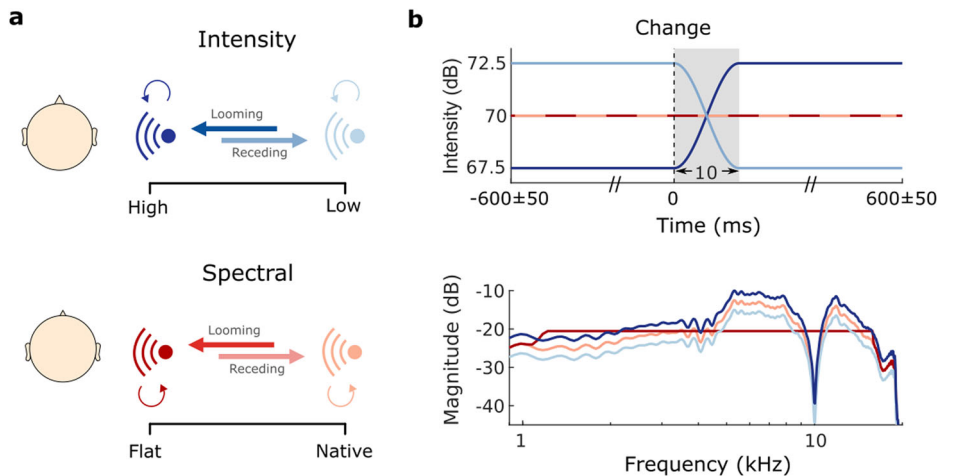 a
Intensity
Looming
Receding
High
Low
Spectral
Looming
Receding
Flat
Native
b
Change
Intensity (dB)
72.5
70
67.5
10
-600±50
//
0
//
600±50
Time (ms)
Magnitude (dB)
-10
-20
-30
-40
1
10
Frequency (kHz)